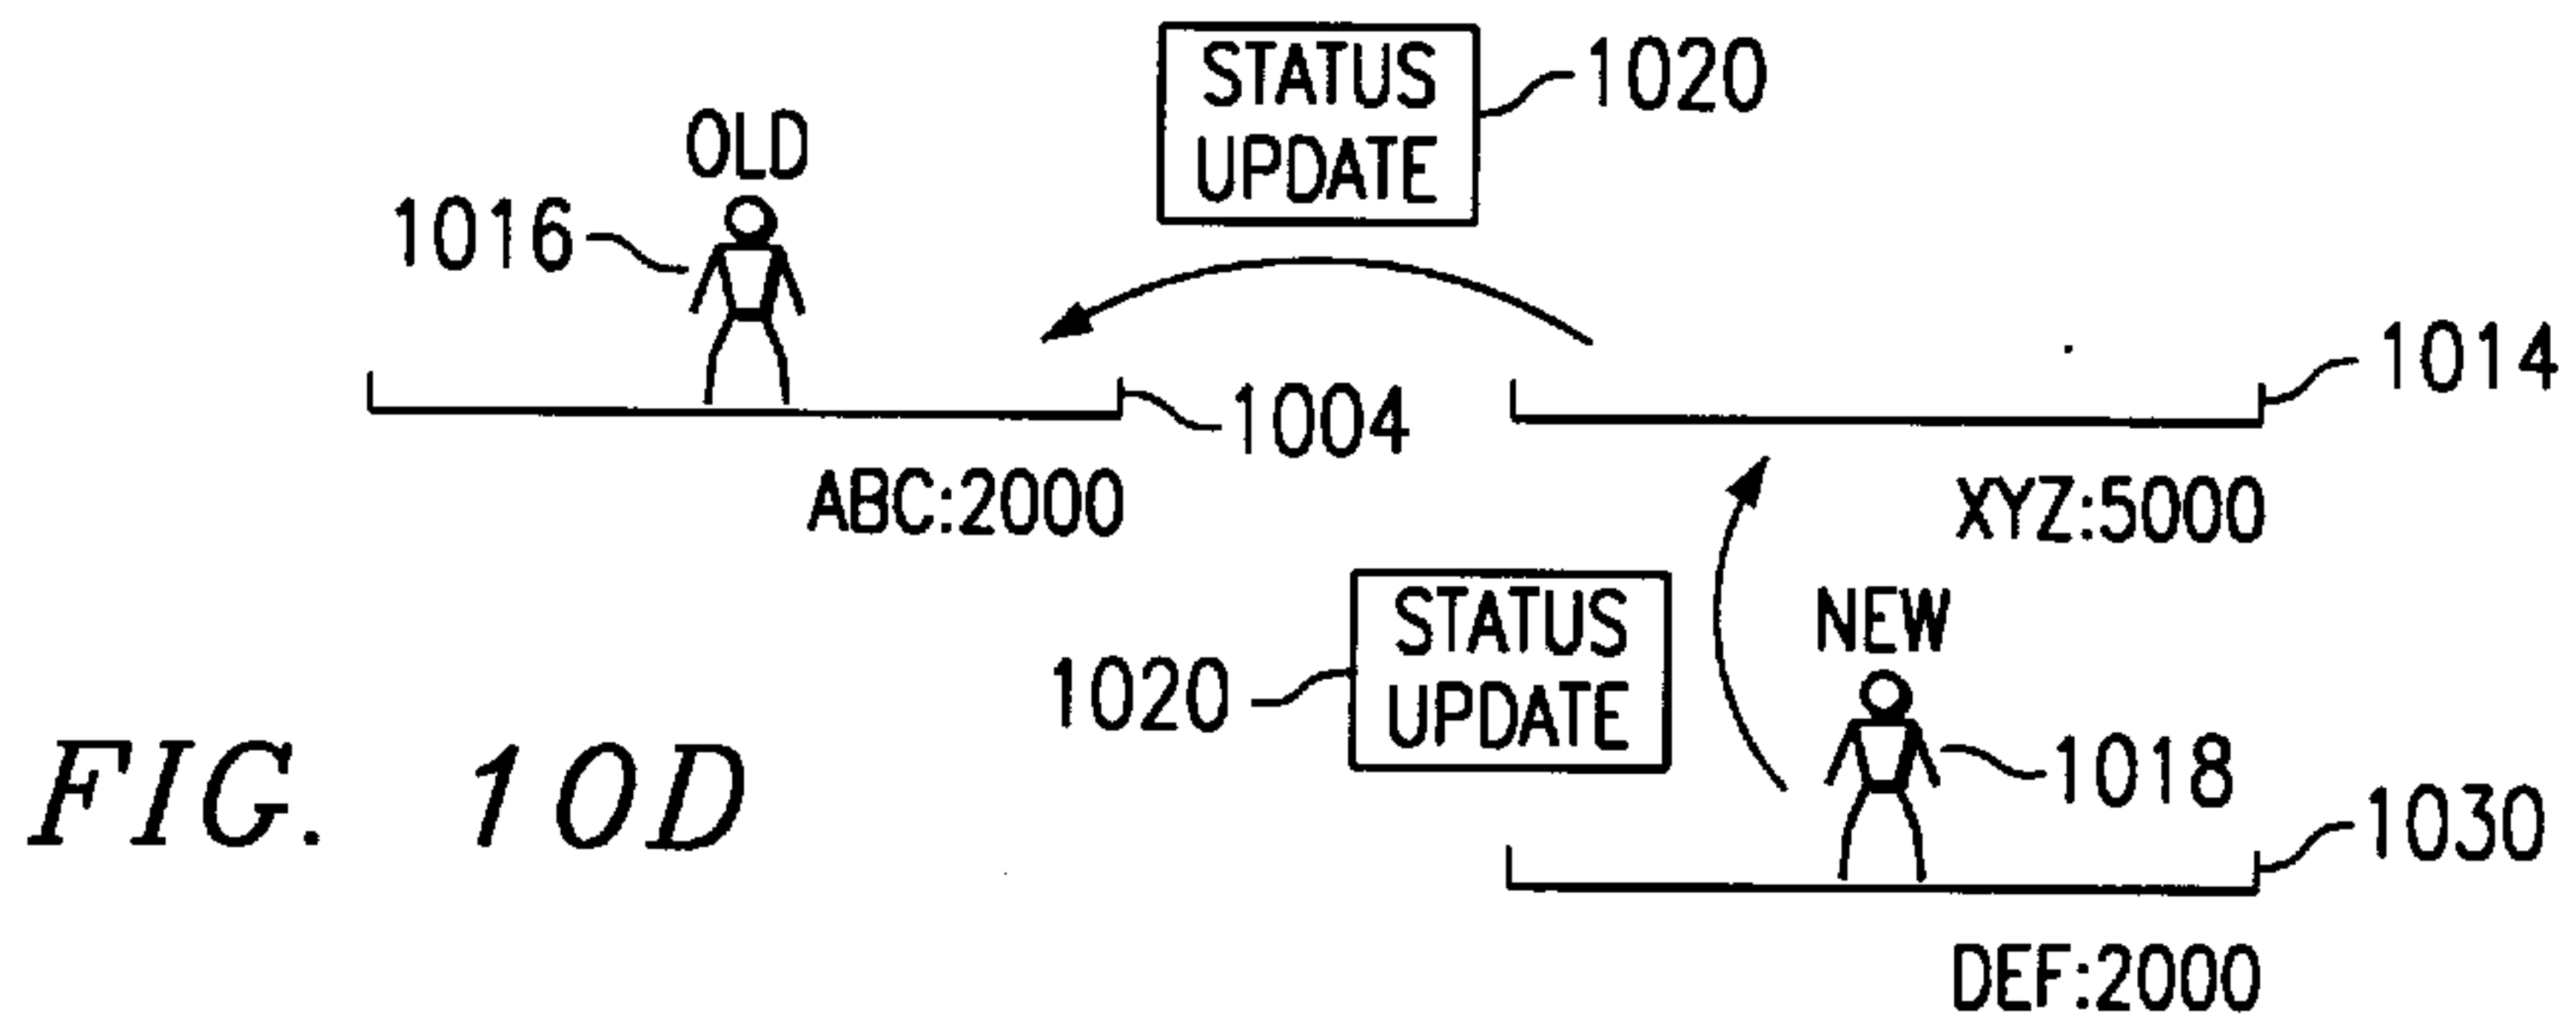 STATUS
UPDATE
1020
OLD
1016
1014
1004
ABC:2000
XYZ:5000
STATUS
UPDATE
1020
NEW
1018
1030
FIG. 10D
DEF:2000